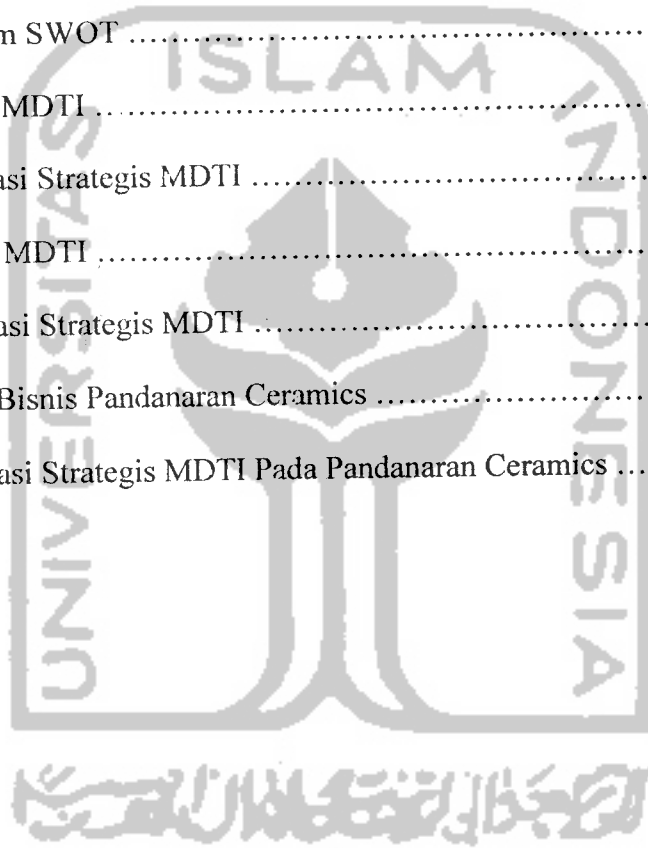 m SWOT ........................................................
MDTI ............................................................
asi Strategis MDTI ..........................................
MDTI ............................................................
asi Strategis MDTI ..........................................
Bisnis Pandanaran Ceramics ............................
asi Strategis MDTI Pada Pandanaran Ceramics ....
UNIVERSITAS
ISLAM
INDONESIA